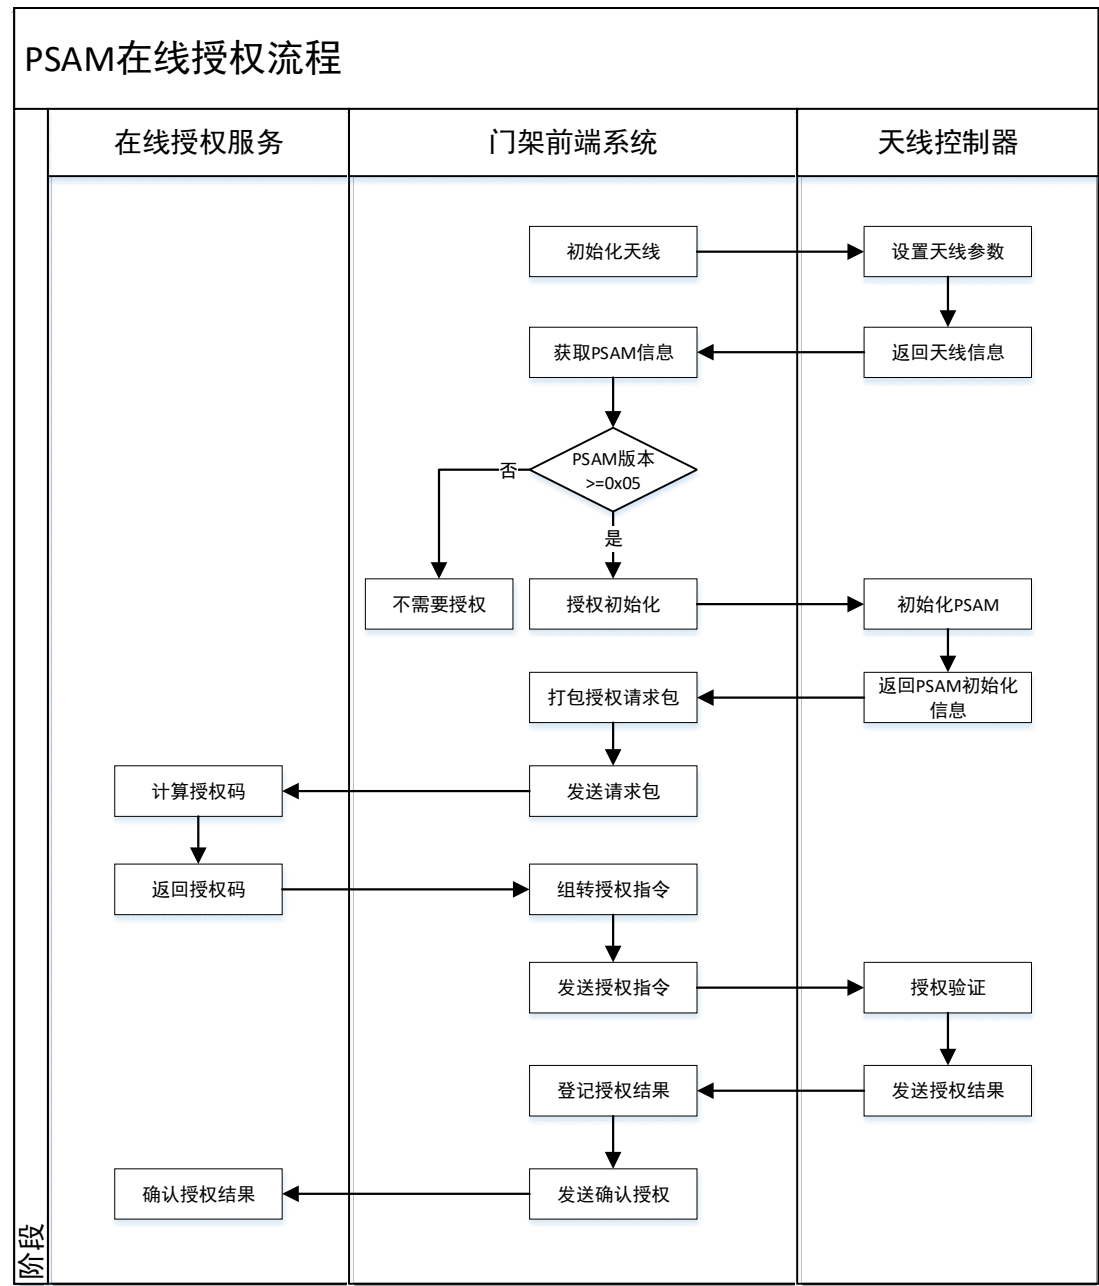 PSAM在线授权流程
在线授权服务
门架前端系统
天线控制器
初始化天线
设置天线参数
获取PSAM信息
返回天线信息
PSAM版本
>=0x05
否
是
不需要授权
授权初始化
初始化PSAM
打包授权请求包
返回PSAM初始化
信息
计算授权码
发送请求包
返回授权码
组转授权指令
发送授权指令
授权验证
登记授权结果
发送授权结果
确认授权结果
发送确认授权
阶段